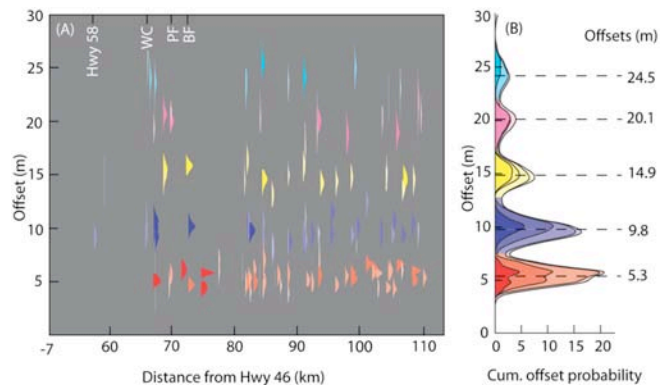 (A)
Hwy 58
WC
PF
BF
30
25
20
15
10
5
Offset (m)
-7 60 70 80 90 100 110
Distance from Hwy 46 (km)
(B)
Offsets (m)
30
25
20
15
10
5
0
Offset (m)
24.5
20.1
14.9
9.8
5.3
0 5 10 15 20
Cum. offset probability